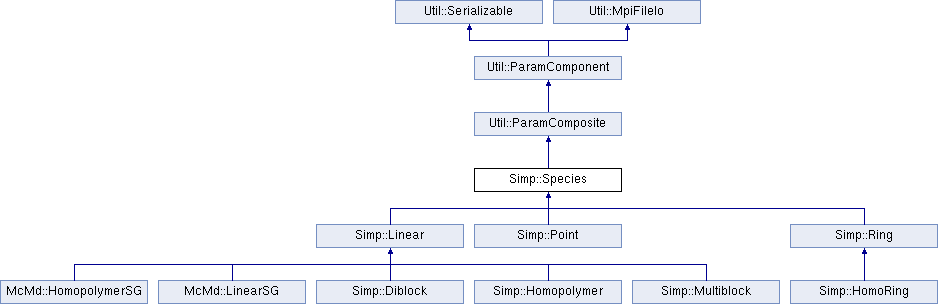 Util::Serializable
Util::MpiFileIo
Util::ParamComponent
Util::ParamComposite
Simp::Species
Simp::Linear
Simp::Point
Simp::Ring
McMd::HomopolymerSG
McMd::LinearSG
Simp::Diblock
Simp::Homopolymer
Simp::Multiblock
Simp::HomoRing